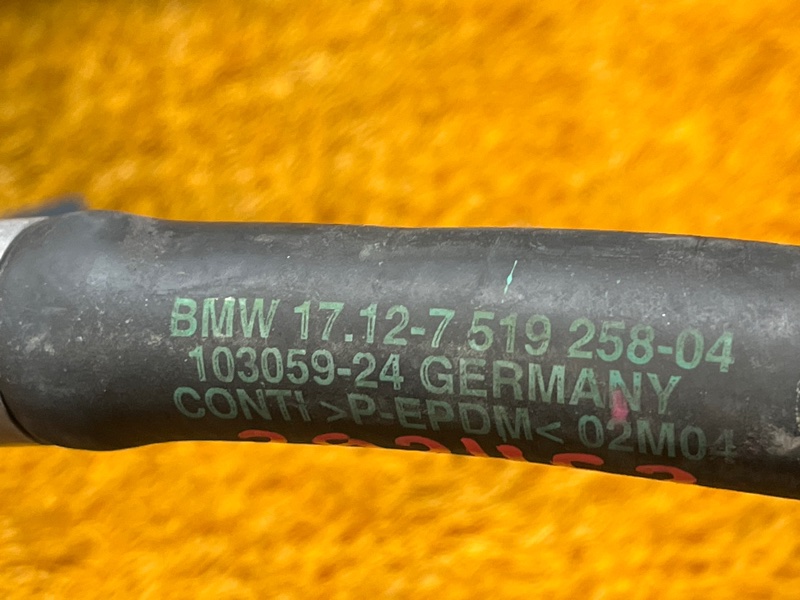 BMW 17.12-7 519 258-04
103059-24 GERMANY
CONTI >P-EPDM< 02M04